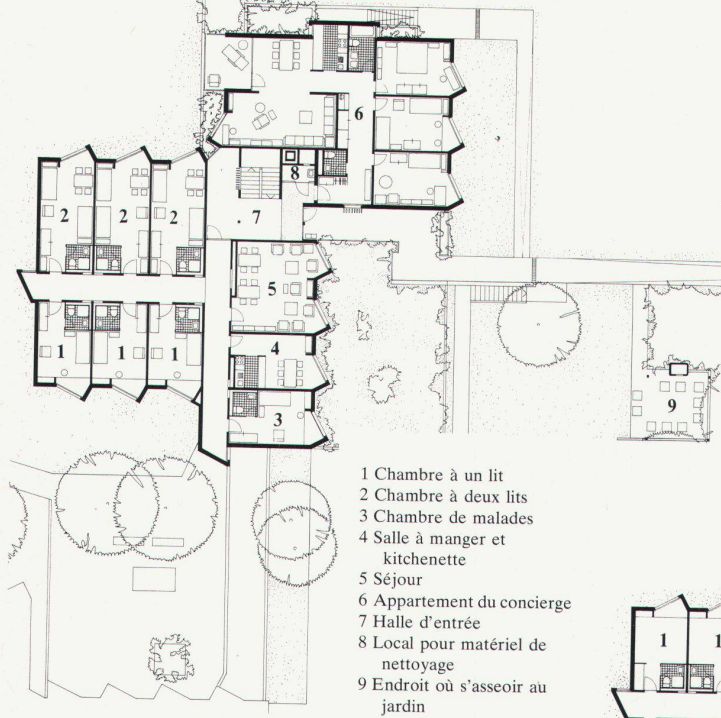 6
8
2
2
2
7
5
1
1
1
4
3
9
1 Chambre à un lit
2 Chambre à deux lits
3 Chambre de malades
4 Salle à manger et
kitchenette
5 Séjour
6 Appartement du concierge
7 Halle d'entrée
8 Local pour matériel de
nettoyage
9 Endroit où s'asseoir au
jardin
1
1